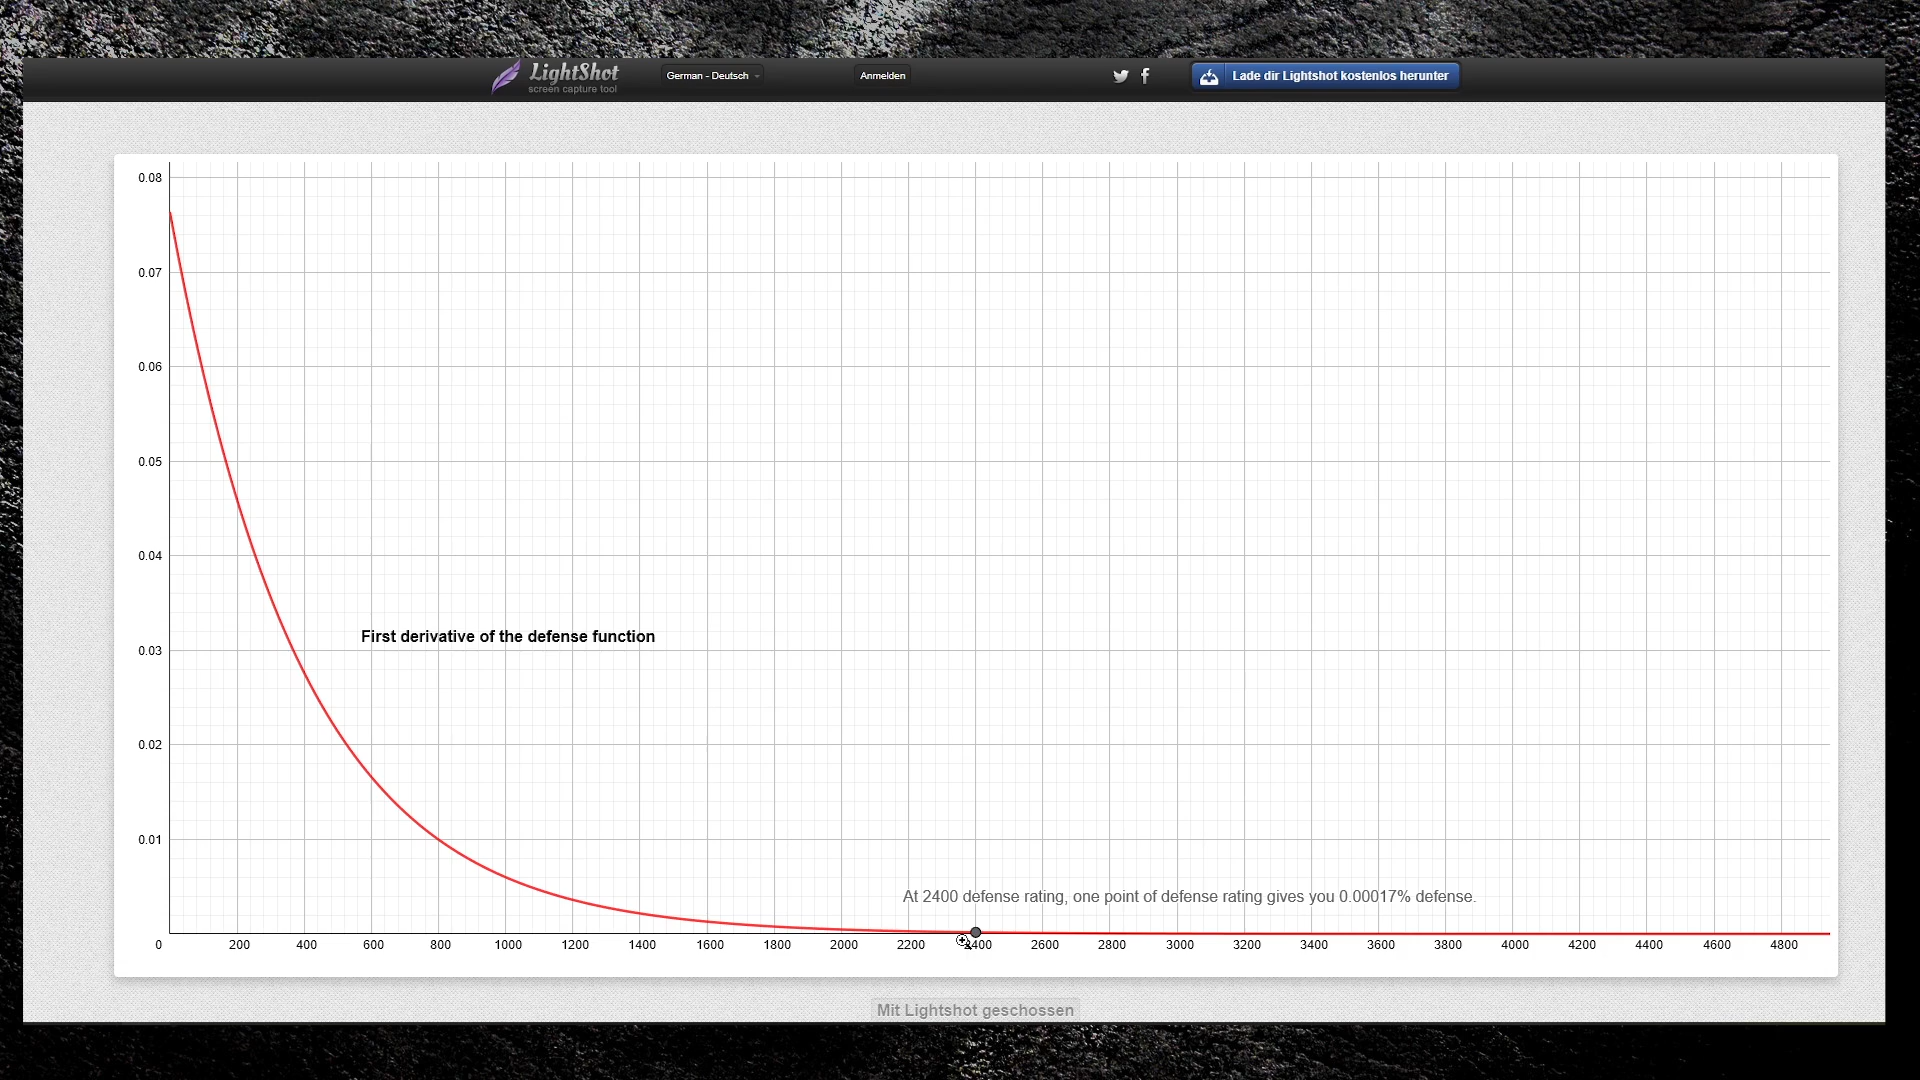 LightShot
screen capture tool
German - Deutsch
Anmelden
Lade dir Lightshot kostenlos herunter
0.08
0.07
0.06
0.05
0.04
0.03
0.02
0.01
First derivative of the defense function
At 2400 defense rating, one point of defense rating gives you 0.00017% defense.
0 200 400 600 800 1000 1200 1400 1600 1800 2000 2200 2400 2600 2800 3000 3200 3400 3600 3800 4000 4200 4400 4600 4800
Mit Lightshot geschossen